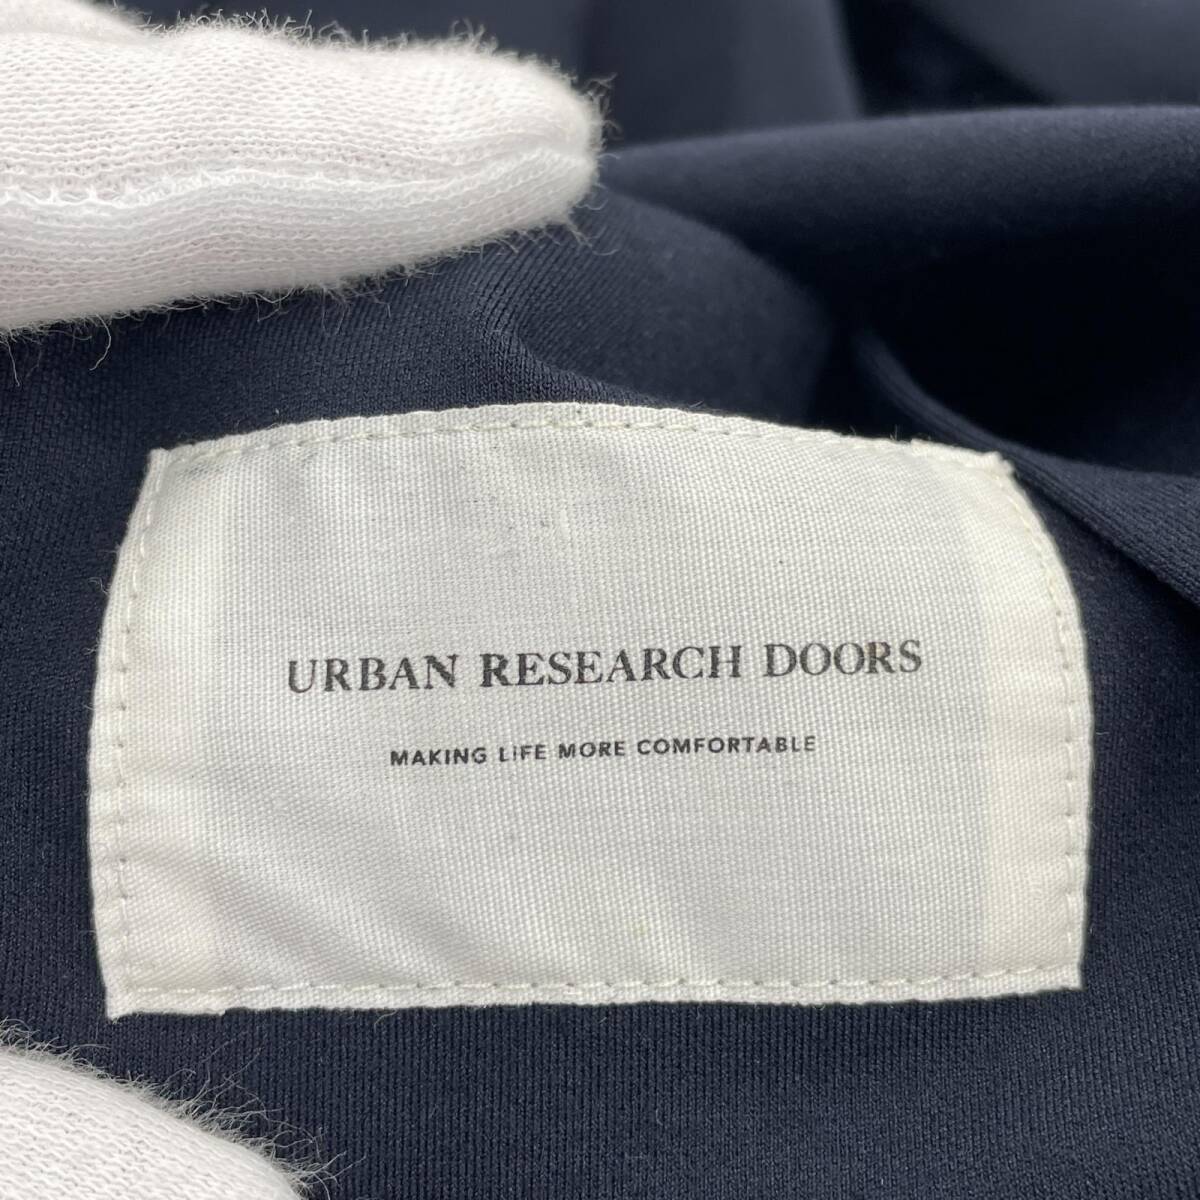 URBAN RESEARCH DOORS
MAKING LIFE MORE COMFORTABLE